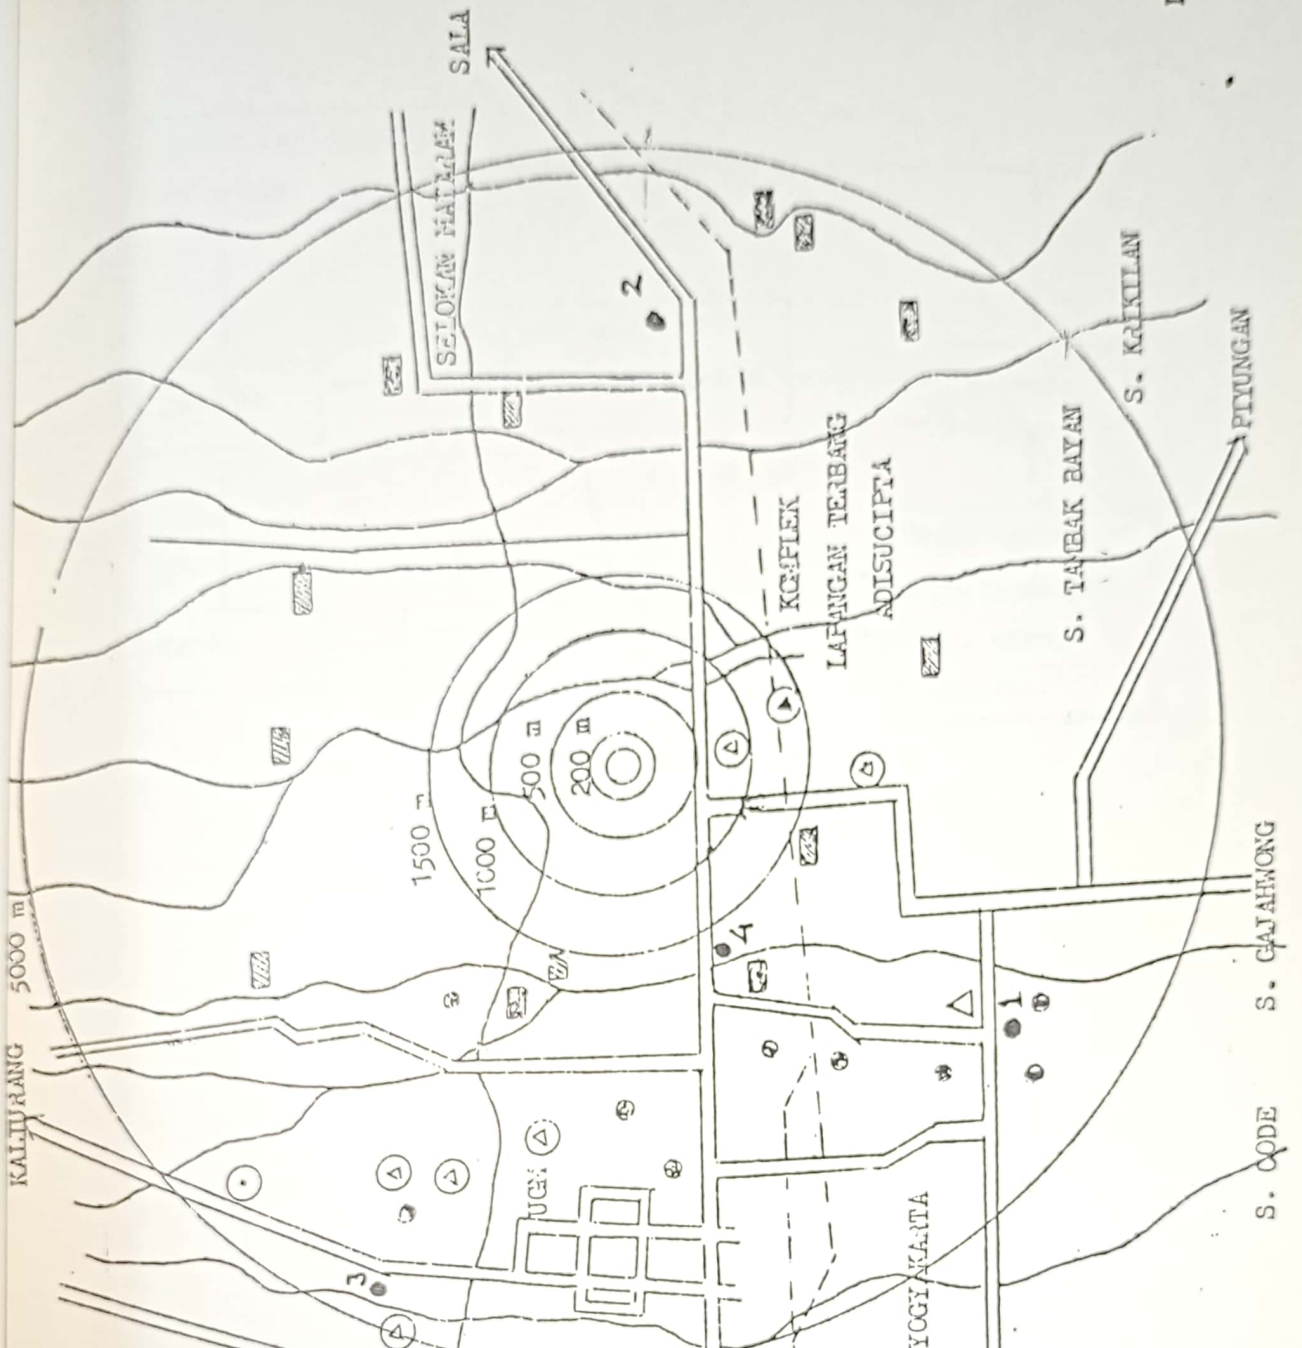 SALA
SELOKAN MATARAM
2
S. KRIKILAN
PIYUNGAN
KOMPLEK
LAPANGAN TERBANG
ADISUCIPTA
S. TAMBAK BAYAN
500 m
200 m
1500 m
1000 m
5000 m
KALIURANG
4
1
S. GAJAHWONG
S. CODE
UGM
3
YOGYAKARTA